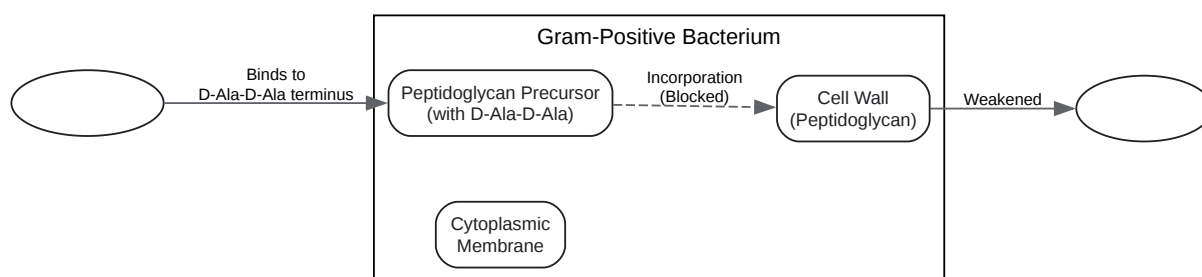 Gram-Positive Bacterium
Binds to
D-Ala-D-Ala terminus
Peptidoglycan Precursor
(with D-Ala-D-Ala)
Incorporation
(Blocked)
Cell Wall
(Peptidoglycan)
Weakened
Cytoplasmic
Membrane